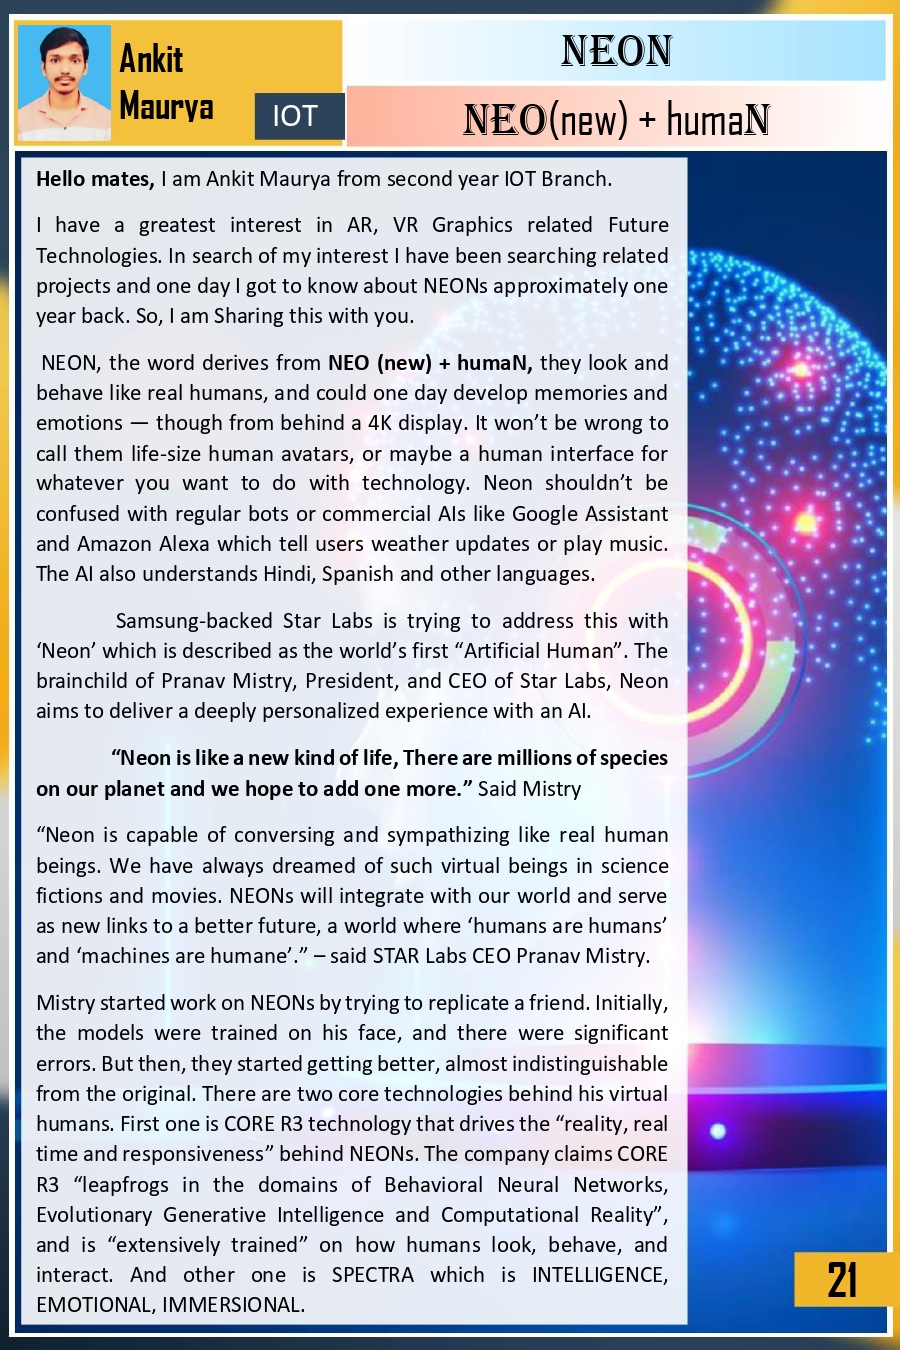 Ankit
Maurya
IOT
NEON
NEO(new) + humaN
Hello mates, I am Ankit Maurya from second year IOT Branch.
I have a greatest interest in AR, VR Graphics related Future
Technologies. In search of my interest I have been searching related
projects and one day I got to know about NEONs approximately one
year back. So, I am Sharing this with you.
NEON, the word derives from NEO (new) + humaN, they look and
behave like real humans, and could one day develop memories and
emotions — though from behind a 4K display. It won’t be wrong to
call them life-size human avatars, or maybe a human interface for
whatever you want to do with technology. Neon shouldn’t be
confused with regular bots or commercial AIs like Google Assistant
and Amazon Alexa which tell users weather updates or play music.
The AI also understands Hindi, Spanish and other languages.
Samsung-backed Star Labs is trying to address this with
‘Neon’ which is described as the world’s first “Artificial Human”. The
brainchild of Pranav Mistry, President, and CEO of Star Labs, Neon
aims to deliver a deeply personalized experience with an AI.
“Neon is like a new kind of life, There are millions of species
on our planet and we hope to add one more.” Said Mistry
“Neon is capable of conversing and sympathizing like real human
beings. We have always dreamed of such virtual beings in science
fictions and movies. NEONs will integrate with our world and serve
as new links to a better future, a world where ‘humans are humans’
and ‘machines are humane’.” – said STAR Labs CEO Pranav Mistry.
Mistry started work on NEONs by trying to replicate a friend. Initially,
the models were trained on his face, and there were significant
errors. But then, they started getting better, almost indistinguishable
from the original. There are two core technologies behind his virtual
humans. First one is CORE R3 technology that drives the “reality, real
time and responsiveness” behind NEONs. The company claims CORE
R3 “leapfrogs in the domains of Behavioral Neural Networks,
Evolutionary Generative Intelligence and Computational Reality”,
and is “extensively trained” on how humans look, behave, and
interact. And other one is SPECTRA which is INTELLIGENCE,
EMOTIONAL, IMMERSIONAL.
21